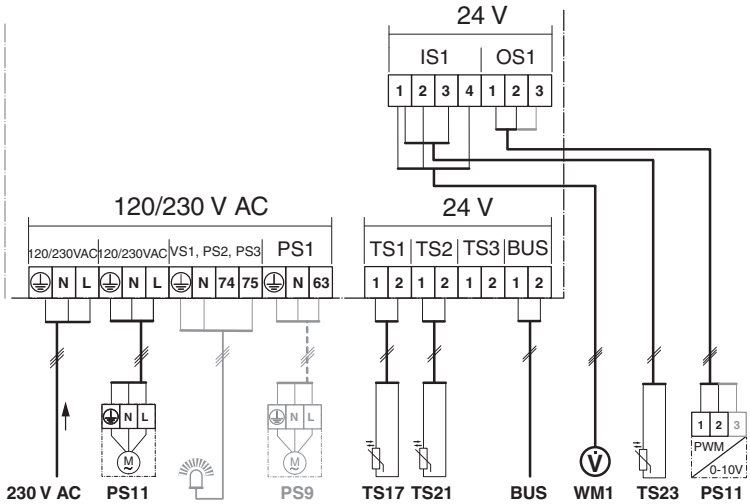 24 V
IS1 OS1
1 2 3 4 1 2 3
120/230 V AC 24 V
120/230VAC 120/230VAC VS1, PS2, PS3 PS1 TS1 TS2 TS3 BUS
N L N L N 74 75 N 63 1 2 1 2 1 2 1 2
N L N L 1 2 3
M M V̇ PWM
0-10V
230 V AC PS11 PS9 TS17 TS21 BUS WM1 TS23 PS11